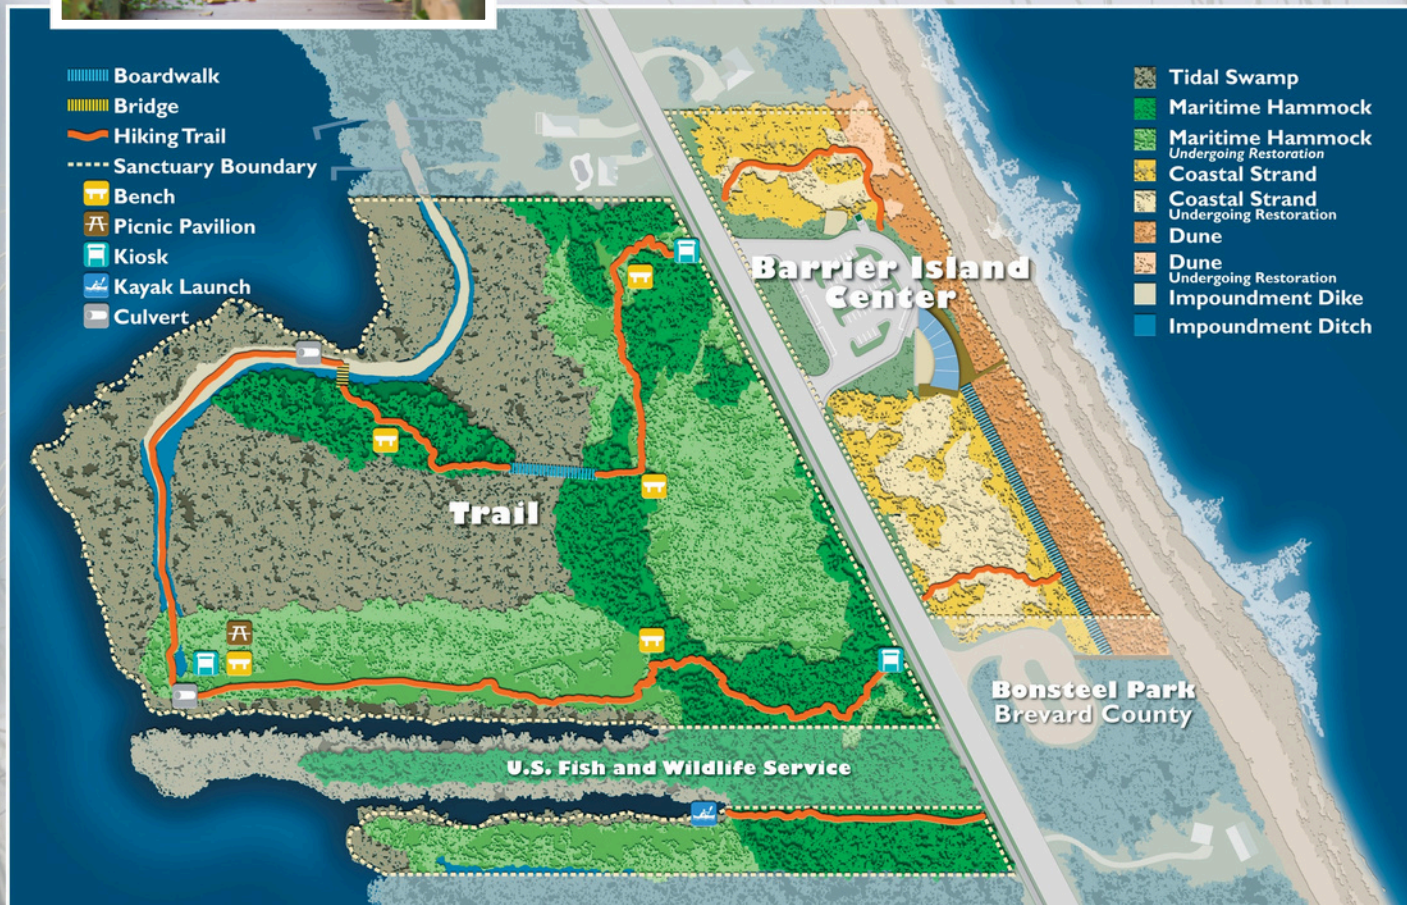 Boardwalk
Bridge
Hiking Trail
Sanctuary Boundary
Bench
Picnic Pavilion
Kiosk
Kayak Launch
Culvert
Tidal Swamp
Maritime Hammock
Maritime Hammock
Undergoing Restoration
Coastal Strand
Coastal Strand
Undergoing Restoration
Dune
Dune
Undergoing Restoration
Impoundment Dike
Impoundment Ditch
Barrier Island
Center
Trail
Bonsteel Park
Brevard County
U.S. Fish and Wildlife Service